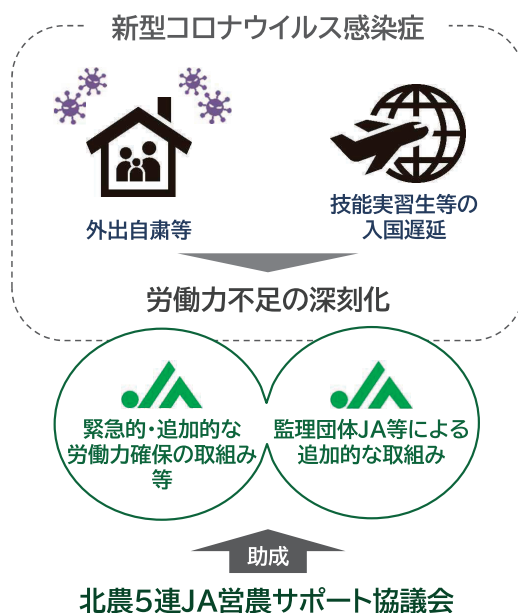 新型コロナウイルス感染症
外出自粛等
技能実習生等の
入国遅延
労働力不足の深刻化
JA
緊急的・追加的な
労働力確保の取組み
等
JA
監理団体JA等による
追加的な取組み
助成
北農5連JA営農サポート協議会